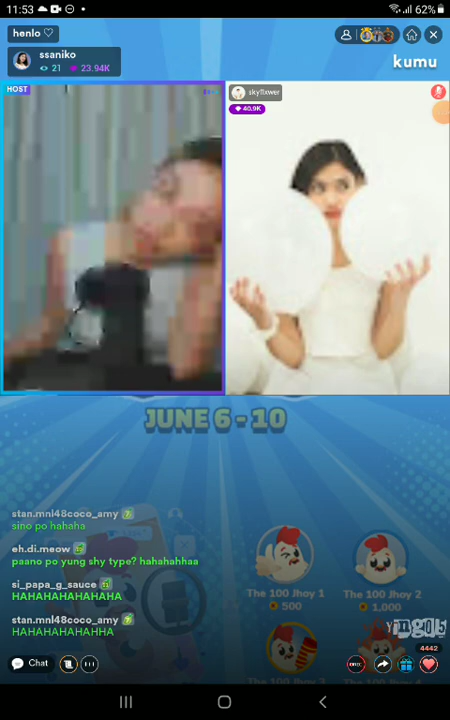 11:53
62%
henlo ♡
ssaniko
21 23.94K
kumu
HOST
skyflxwer
40.9K
JUNE 6 - 10
stan.mnl48coco_amy
sino po hahaha
eh.di.meow
paano po yung shy type? hahahahhaa
si_papa_g_sauce
HAHAHAHAHAHAHA
stan.mnl48coco_amy
HAHAHAHAHAHAHHA
The 100 Jhoy 1
500
The 100 Jhoy 2
1,000
4442
Chat